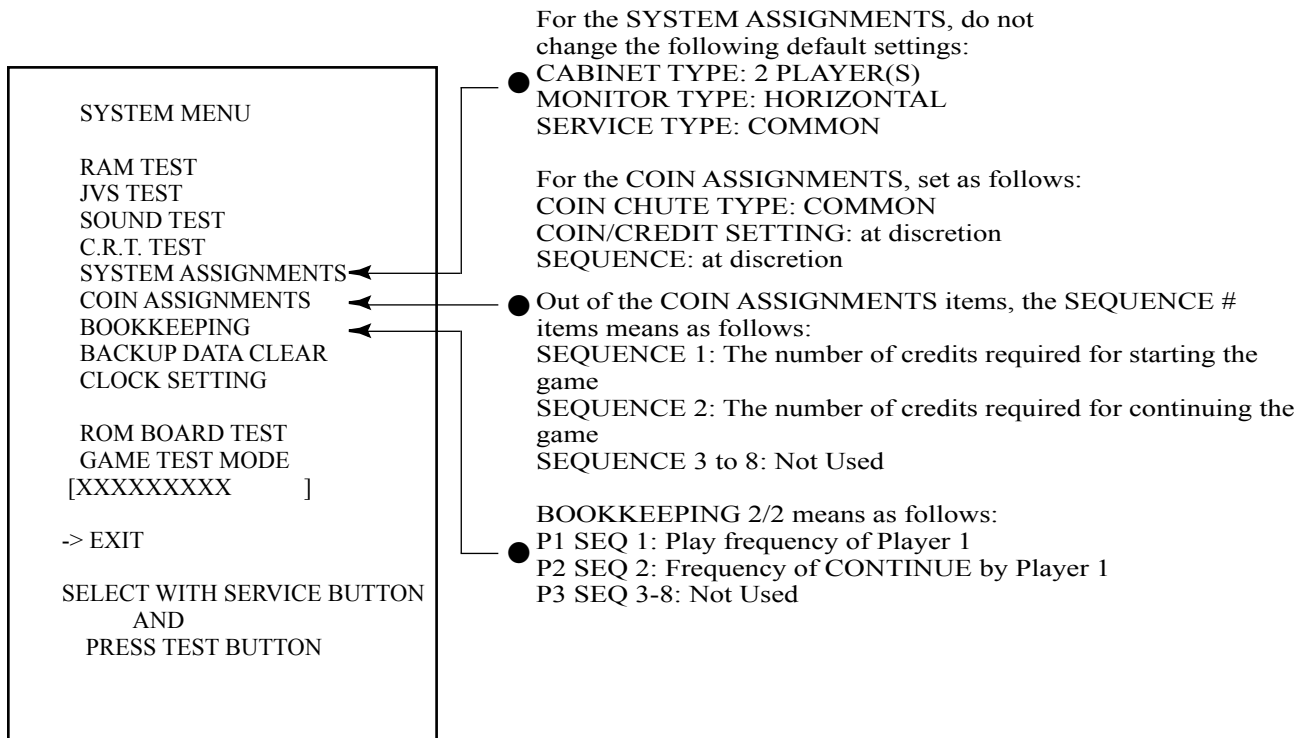 SYSTEM MENU
RAM TEST
JVS TEST
SOUND TEST
C.R.T. TEST
SYSTEM ASSIGNMENTS
COIN ASSIGNMENTS
BOOKKEEPING
BACKUP DATA CLEAR
CLOCK SETTING
ROM BOARD TEST
GAME TEST MODE
[XXXXXXXXX ]
-> EXIT
SELECT WITH SERVICE BUTTON
AND
PRESS TEST BUTTON
For the SYSTEM ASSIGNMENTS, do not
change the following default settings:
CABINET TYPE: 2 PLAYER(S)
MONITOR TYPE: HORIZONTAL
SERVICE TYPE: COMMON
For the COIN ASSIGNMENTS, set as follows:
COIN CHUTE TYPE: COMMON
COIN/CREDIT SETTING: at discretion
SEQUENCE: at discretion
Out of the COIN ASSIGNMENTS items, the SEQUENCE #
items means as follows:
SEQUENCE 1: The number of credits required for starting the
game
SEQUENCE 2: The number of credits required for continuing the
game
SEQUENCE 3 to 8: Not Used
BOOKKEEPING 2/2 means as follows:
P1 SEQ 1: Play frequency of Player 1
P2 SEQ 2: Frequency of CONTINUE by Player 1
P3 SEQ 3-8: Not Used